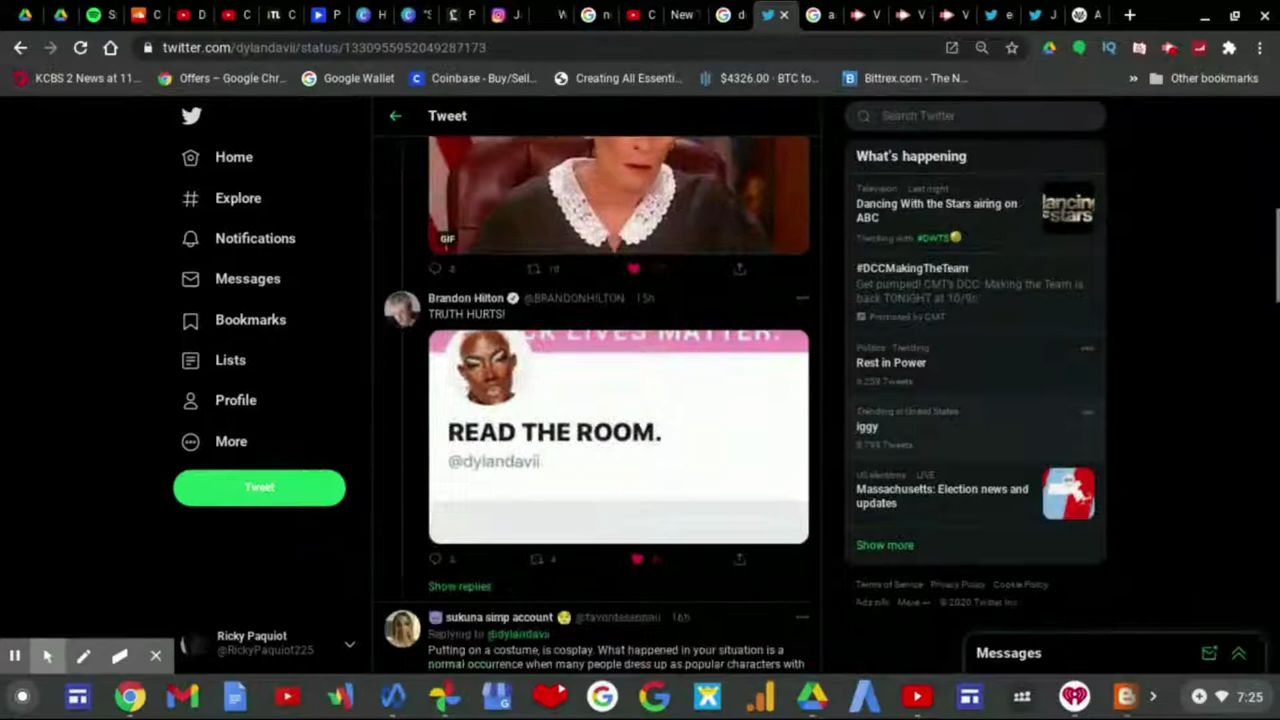 S
D
C
C
P
C
"S
P
J
W
n
C
New
d
a
V
V
V
e
J
A
twitter.com/dylandavii/status/1330955952049287173
KCBS 2 News at 11...
Offers – Google Chr...
Google Wallet
Coinbase - Buy/Sell...
Creating All Essenti...
$4326.00 · BTC to...
Bittrex.com - The N...
»
Other bookmarks
Home
Explore
Notifications
Messages
Bookmarks
Lists
Profile
More
Tweet
Ricky Paquiot
@RickyPaquiot225
Tweet
GIF
Brandon Hilton @BRANDONHILTON 15h
TRUTH HURTS!
LIVES MATTER.
READ THE ROOM.
@dylandavii
4
Show replies
sukuna simp account 16h
Replying to @dylandavii
Putting on a costume, is cosplay. What happened in your situation is a
normal occurrence when many people dress up as popular characters with
Search Twitter
What's happening
Television · Last night
Dancing With the Stars airing on
ABC
Trending with #DWTS
#DCCMakingTheTeam
Get pumped! CMT's DCC: Making the Team is
back TONIGHT at 10/9c
Promoted by CMT
Politics · Trending
Rest in Power
Tweets
Trending in United States
iggy
Tweets
US elections · LIVE
Massachusetts: Election news and
updates
Show more
Terms of Service Privacy Policy Cookie Policy
Ads info More © 2020 Twitter, Inc.
Messages
7:25